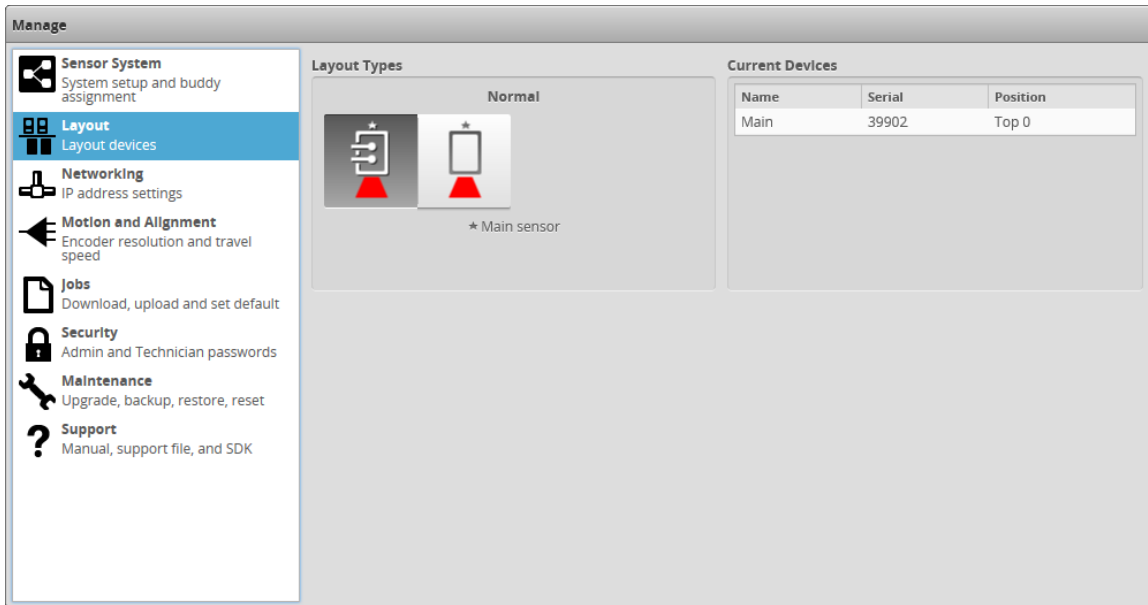 Manage
Sensor System
System setup and buddy
assignment
Layout
Layout devices
Networking
IP address settings
Motion and Alignment
Encoder resolution and travel
speed
Jobs
Download, upload and set default
Security
Admin and Technician passwords
Maintenance
Upgrade, backup, restore, reset
Support
Manual, support file, and SDK
Layout Types
Normal
★ Main sensor
Current Devices
Name Serial Position
Main 39902 Top 0